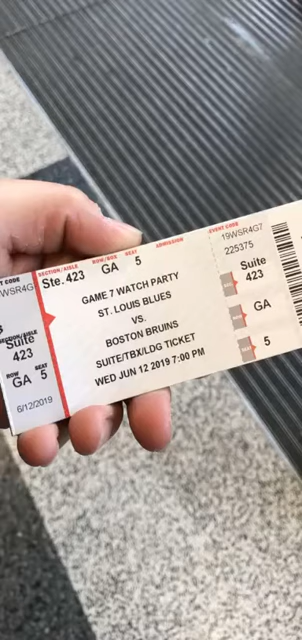 T CODE
WSR4G
SECTION/AISLE
Suite
423
ROW SEAT
GA 5
6/12/2019
SECTION/AISLE ROW/BOX SEAT ADMISSION
Ste. 423 GA 5
GAME 7 WATCH PARTY
ST. LOUIS BLUES
VS.
BOSTON BRUINS
SUITE/TBX/LDG TICKET
WED JUN 12 2019 7:00 PM
EVENT CODE
19WSR4G7
225375
Suite
423
GA
5